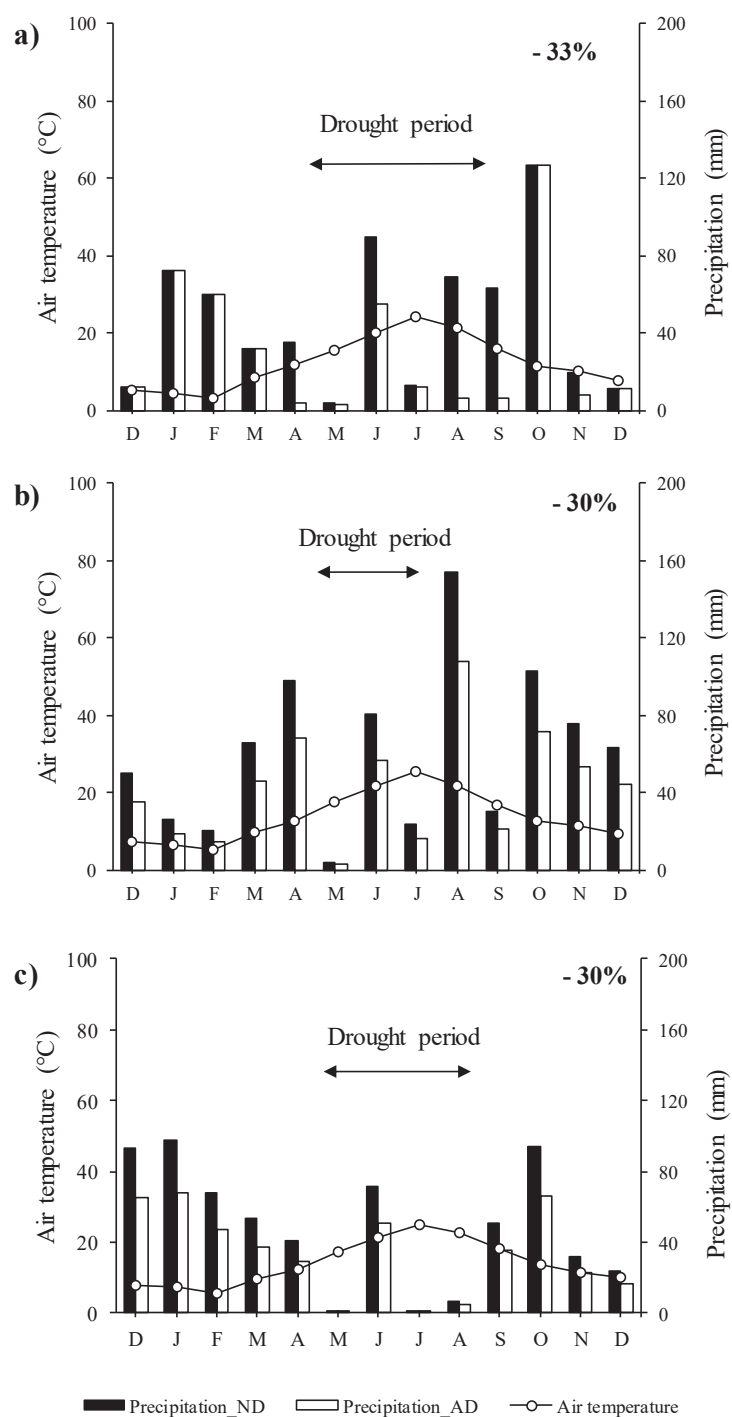 a)
- 33%
Drought period
Air temperature (°C)
Precipitation (mm)
100
80
60
40
20
0
200
160
120
80
40
0
D J F M A M J J A S O N D
b)
- 30%
Drought period
Air temperature (°C)
Precipitation (mm)
100
80
60
40
20
0
200
160
120
80
40
0
D J F M A M J J A S O N D
c)
- 30%
Drought period
Air temperature (°C)
Precipitation (mm)
100
80
60
40
20
0
200
160
120
80
40
0
D J F M A M J J A S O N D
Precipitation_ND Precipitation_AD Air temperature